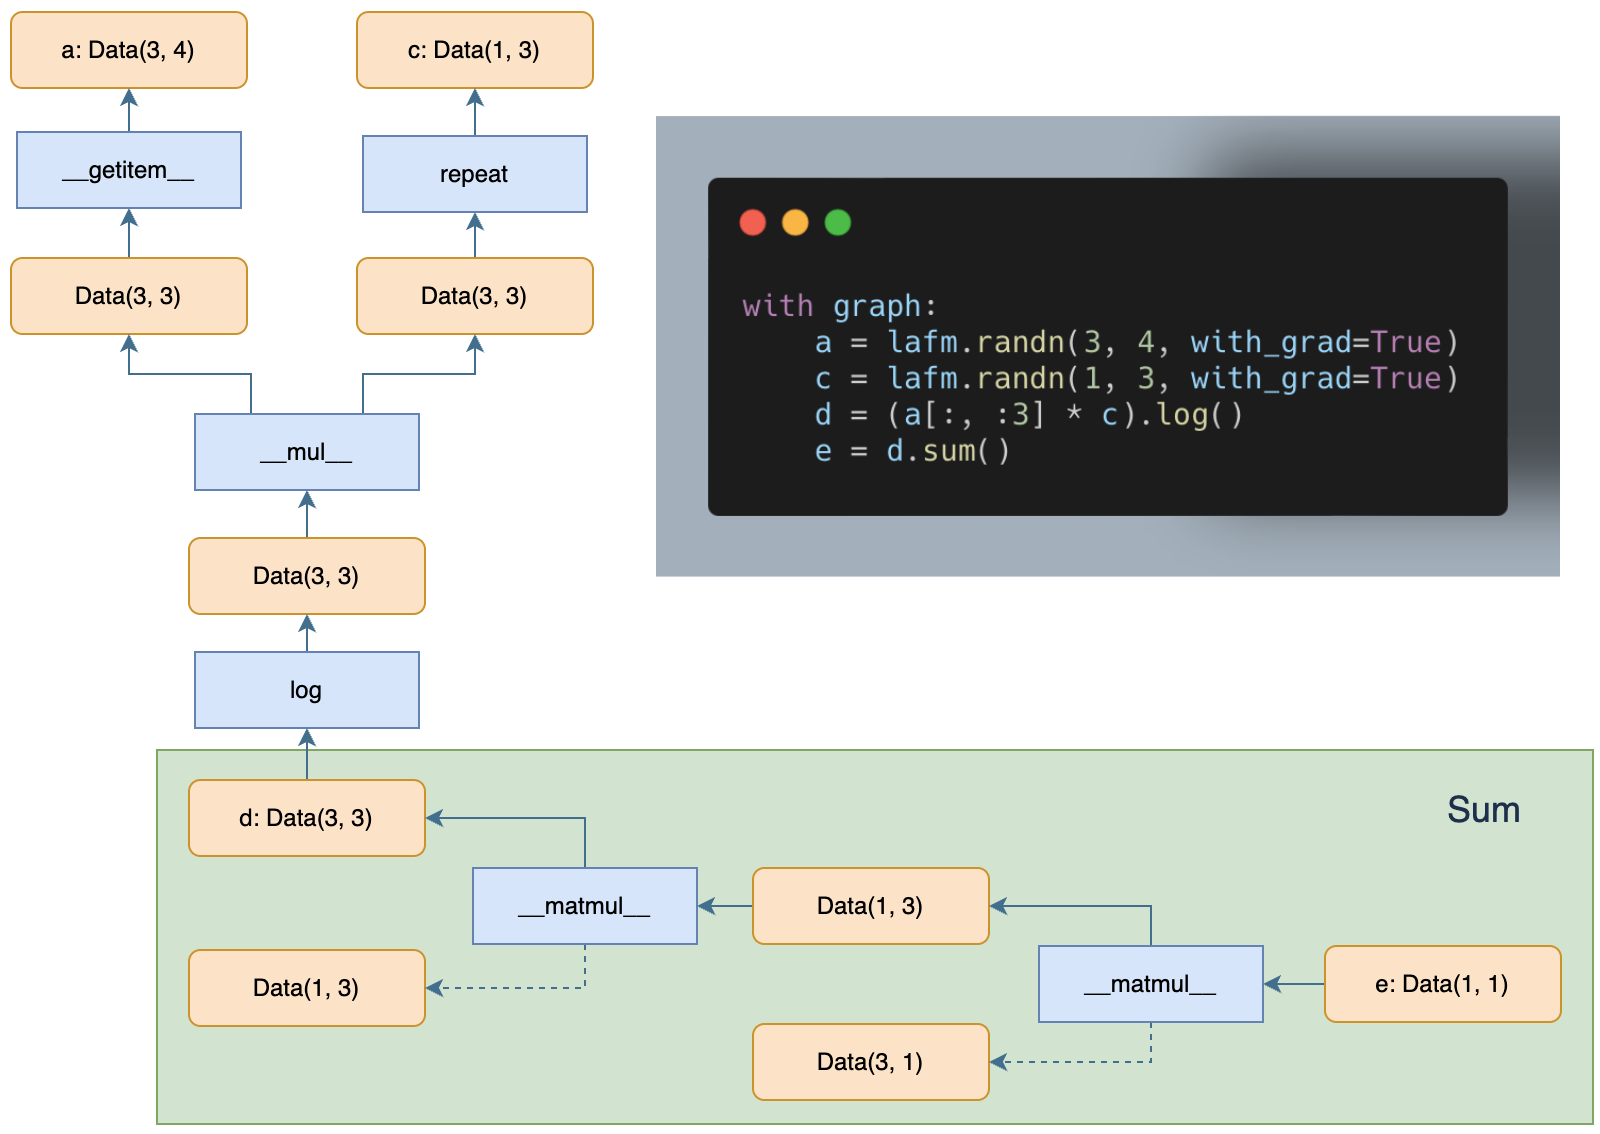 a: Data(3, 4)
c: Data(1, 3)
__getitem__
repeat
Data(3, 3)
Data(3, 3)
__mul__
Data(3, 3)
log
with graph:
    a = lafm.randn(3, 4, with_grad=True)
    c = lafm.randn(1, 3, with_grad=True)
    d = (a[:, :3] * c).log()
    e = d.sum()
Sum
d: Data(3, 3)
__matmul__
Data(1, 3)
Data(1, 3)
__matmul__
e: Data(1, 1)
Data(3, 1)